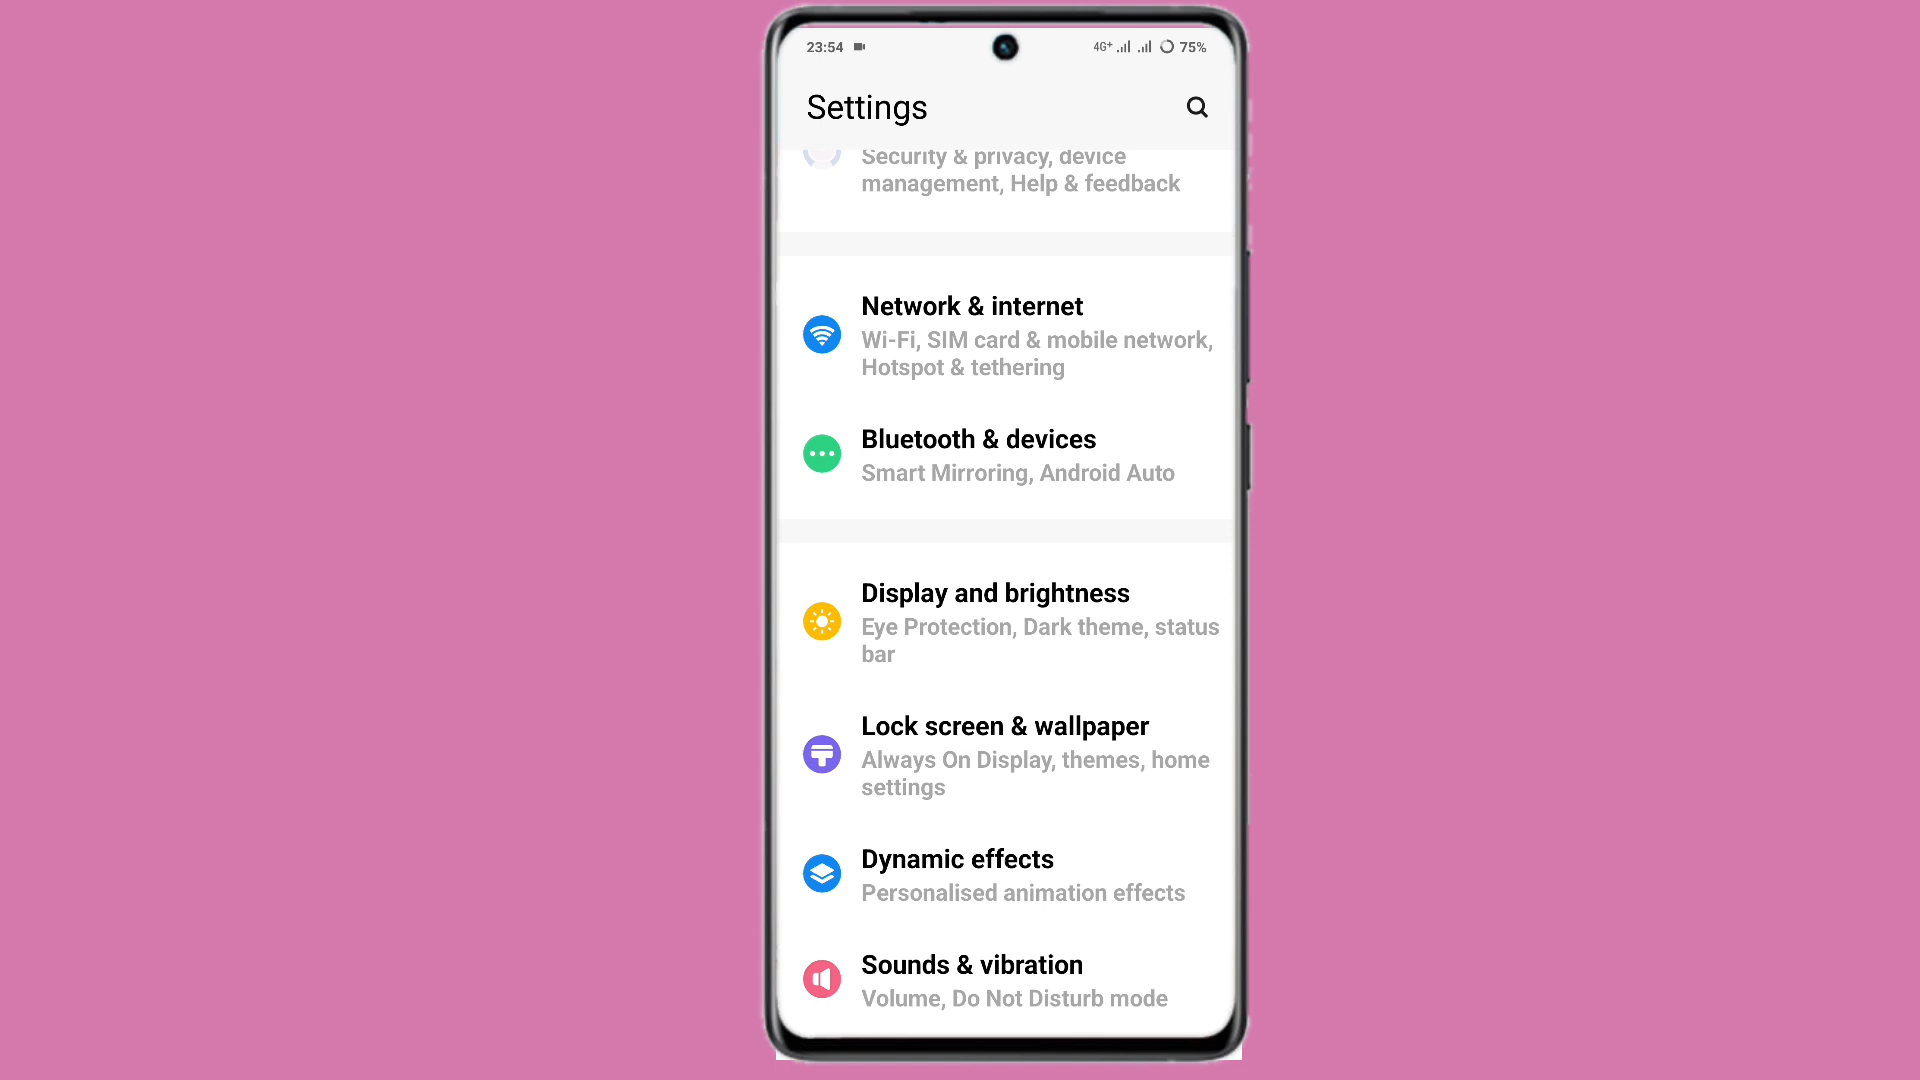 23:54 4G+ 75%
Settings
Security & privacy, device
management, Help & feedback
Network & internet
Wi-Fi, SIM card & mobile network,
Hotspot & tethering
Bluetooth & devices
Smart Mirroring, Android Auto
Display and brightness
Eye Protection, Dark theme, status
bar
Lock screen & wallpaper
Always On Display, themes, home
settings
Dynamic effects
Personalised animation effects
Sounds & vibration
Volume, Do Not Disturb mode